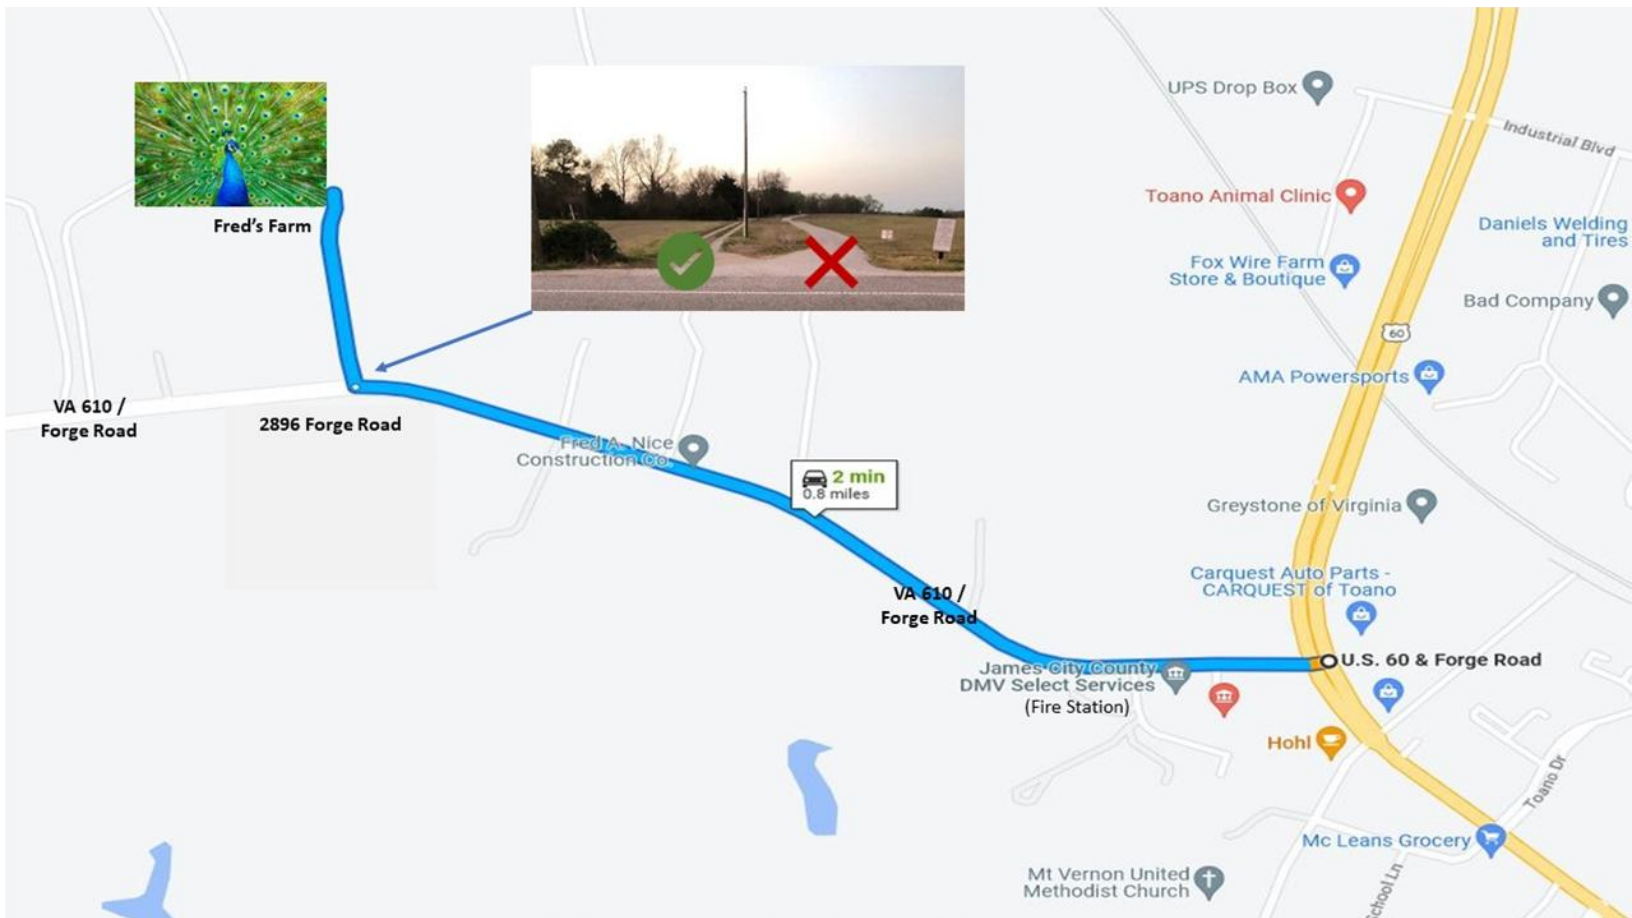 UPS Drop Box
Industrial Blvd
Toano Animal Clinic
Daniels Welding
and Tires
Fred's Farm
Fox Wire Farm
Store & Boutique
Bad Company
60
AMA Powersports
VA 610 /
Forge Road
2896 Forge Road
Fred A. Nice
Construction Co.
2 min
0.8 miles
Greystone of Virginia
Carquest Auto Parts -
CARQUEST of Toano
VA 610 /
Forge Road
U.S. 60 & Forge Road
James City County
DMV Select Services
(Fire Station)
Hohl
Toano Dr
Mc Leans Grocery
Mt Vernon United
Methodist Church
School Ln